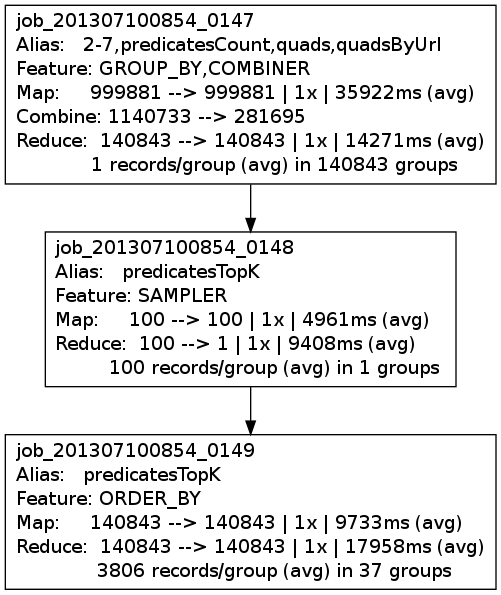 job_201307100854_0147
Alias: 2-7,predicatesCount,quads,quadsByUrl
Feature: GROUP_BY,COMBINER
Map: 999881 --> 999881 | 1x | 35922ms (avg)
Combine: 1140733 --> 281695
Reduce: 140843 --> 140843 | 1x | 14271ms (avg)
1 records/group (avg) in 140843 groups
job_201307100854_0148
Alias: predicatesTopK
Feature: SAMPLER
Map: 100 --> 100 | 1x | 4961ms (avg)
Reduce: 100 --> 1 | 1x | 9408ms (avg)
100 records/group (avg) in 1 groups
job_201307100854_0149
Alias: predicatesTopK
Feature: ORDER_BY
Map: 140843 --> 140843 | 1x | 9733ms (avg)
Reduce: 140843 --> 140843 | 1x | 17958ms (avg)
3806 records/group (avg) in 37 groups